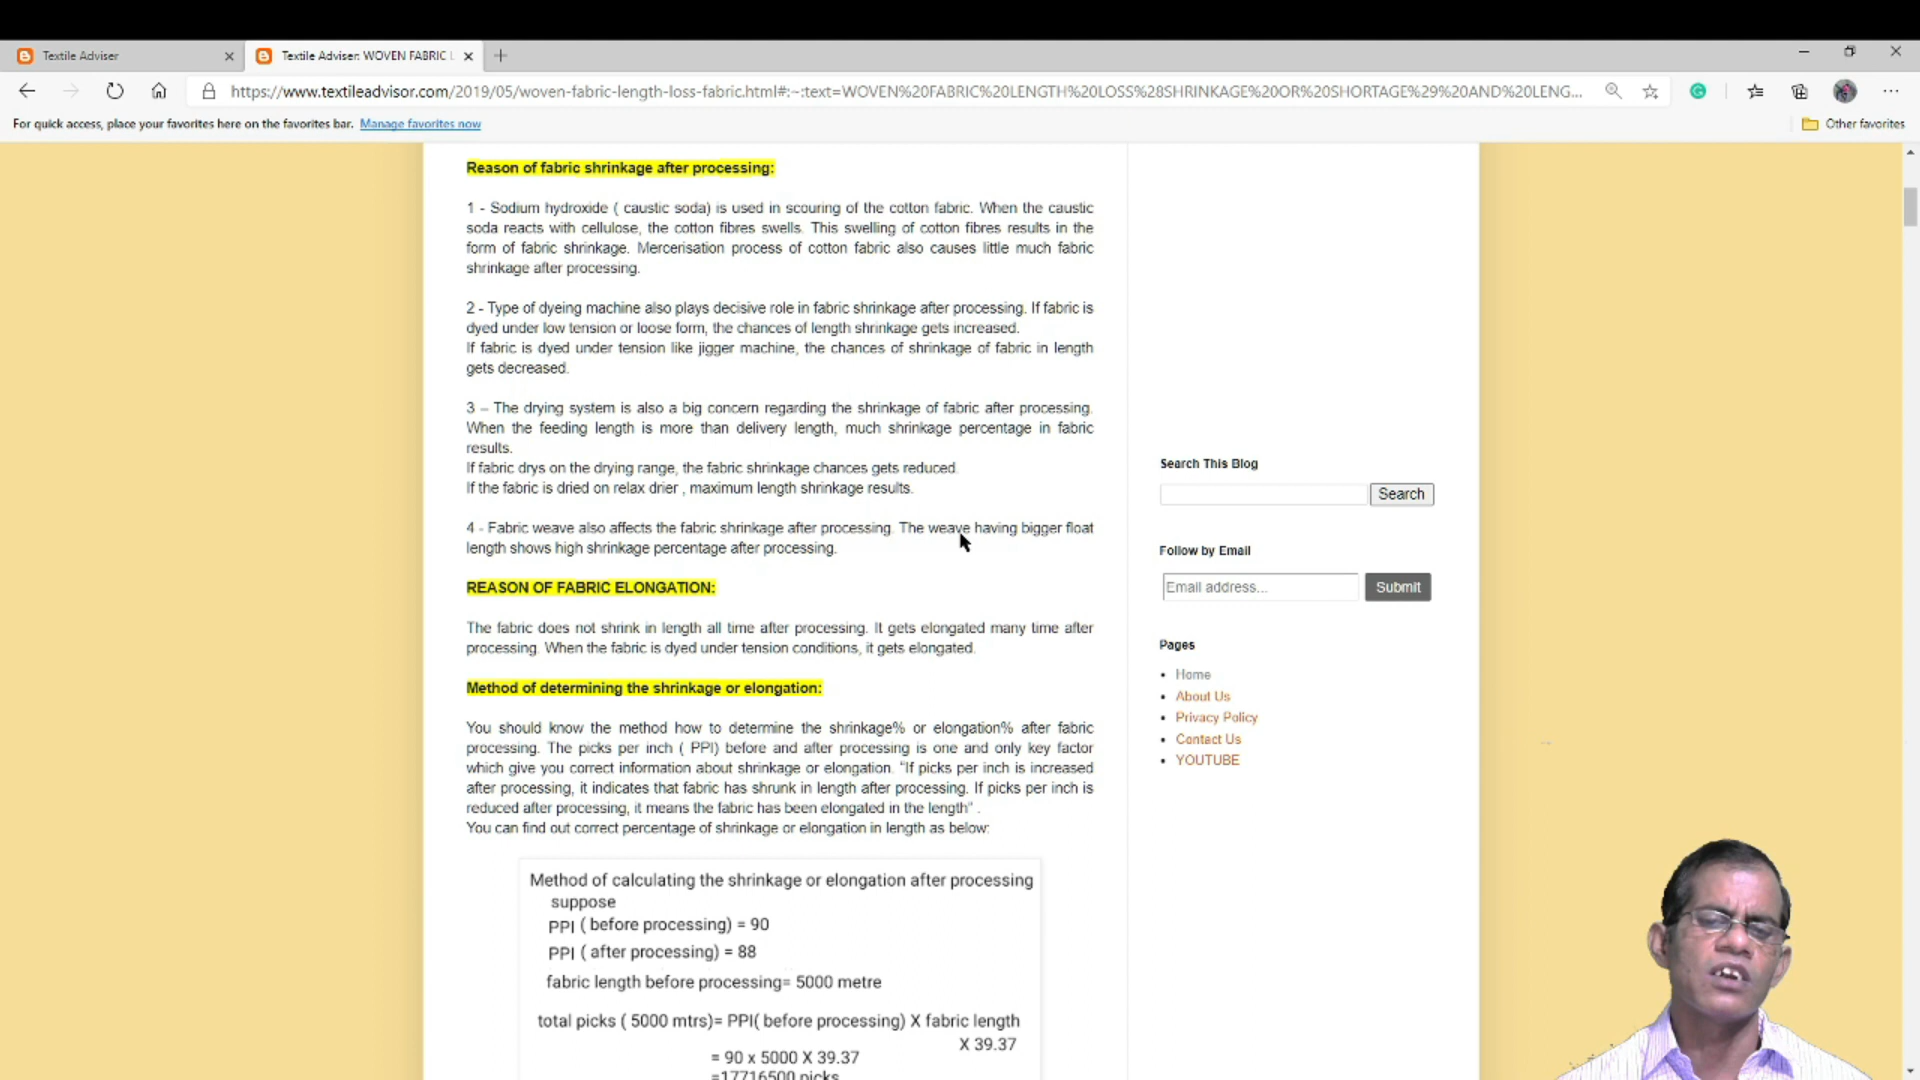 Textile Adviser
Textile Adviser: WOVEN FABRIC L
https://www.textileadvisor.com/2019/05/woven-fabric-length-loss-fabric.html#:~:text=WOVEN%20FABRIC%20LENGTH%20LOSS%28SHRINKAGE%20OR%20SHORTAGE%29%20AND%20LENG...
For quick access, place your favorites here on the favorites bar. Manage favorites now
Other favorites
Reason of fabric shrinkage after processing:
1 - Sodium hydroxide ( caustic soda) is used in scouring of the cotton fabric. When the caustic
soda reacts with cellulose, the cotton fibres swells. This swelling of cotton fibres results in the
form of fabric shrinkage. Mercerisation process of cotton fabric also causes little much fabric
shrinkage after processing.
2 - Type of dyeing machine also plays decisive role in fabric shrinkage after processing. If fabric is
dyed under low tension or loose form, the chances of length shrinkage gets increased.
If fabric is dyed under tension like jigger machine, the chances of shrinkage of fabric in length
gets decreased.
3 – The drying system is also a big concern regarding the shrinkage of fabric after processing.
When the feeding length is more than delivery length, much shrinkage percentage in fabric
results.
If fabric drys on the drying range, the fabric shrinkage chances gets reduced.
If the fabric is dried on relax drier , maximum length shrinkage results.
4 - Fabric weave also affects the fabric shrinkage after processing. The weave having bigger float
length shows high shrinkage percentage after processing.
REASON OF FABRIC ELONGATION:
The fabric does not shrink in length all time after processing. It gets elongated many time after
processing. When the fabric is dyed under tension conditions, it gets elongated.
Method of determining the shrinkage or elongation:
You should know the method how to determine the shrinkage% or elongation% after fabric
processing. The picks per inch ( PPI) before and after processing is one and only key factor
which give you correct information about shrinkage or elongation. “If picks per inch is increased
after processing, it indicates that fabric has shrunk in length after processing. If picks per inch is
reduced after processing, it means the fabric has been elongated in the length” .
You can find out correct percentage of shrinkage or elongation in length as below:
Method of calculating the shrinkage or elongation after processing
suppose
PPI ( before processing) = 90
PPI ( after processing) = 88
fabric length before processing= 5000 metre
total picks ( 5000 mtrs)= PPI( before processing) X fabric length
X 39.37
= 90 x 5000 X 39.37
=17716500 picks
Search This Blog
Search
Follow by Email
Email address...
Submit
Pages
Home
About Us
Privacy Policy
Contact Us
YOUTUBE